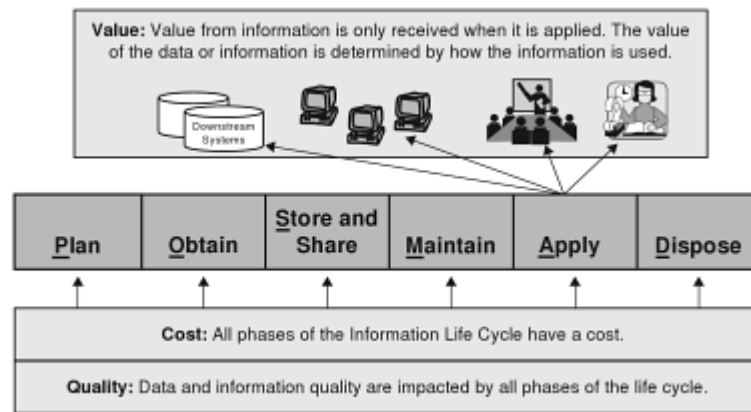 Value: Value from information is only received when it is applied. The value
of the data or information is determined by how the information is used.
Downstream
Systems
Plan
Obtain
Store and
Share
Maintain
Apply
Dispose
Cost: All phases of the Information Life Cycle have a cost.
Quality: Data and information quality are impacted by all phases of the life cycle.